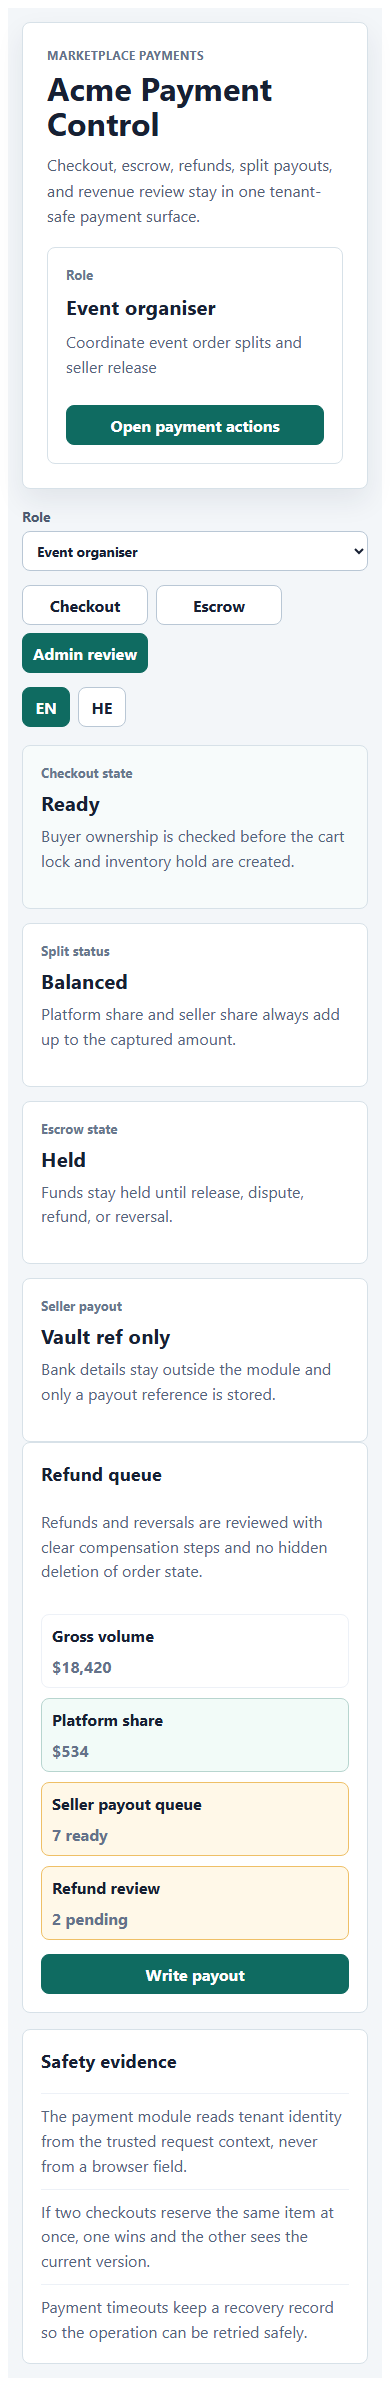 MARKETPLACE PAYMENTS
Acme Payment
Control
Checkout, escrow, refunds, split payouts,
and revenue review stay in one tenant-
safe payment surface.
Role
Event organiser
Coordinate event order splits and
seller release
Open payment actions
Role
Event organiser
Checkout
Escrow
Admin review
EN
HE
Checkout state
Ready
Buyer ownership is checked before the cart
lock and inventory hold are created.
Split status
Balanced
Platform share and seller share always add
up to the captured amount.
Escrow state
Held
Funds stay held until release, dispute,
refund, or reversal.
Seller payout
Vault ref only
Bank details stay outside the module and
only a payout reference is stored.
Refund queue
Refunds and reversals are reviewed with
clear compensation steps and no hidden
deletion of order state.
Gross volume
$18,420
Platform share
$534
Seller payout queue
7 ready
Refund review
2 pending
Write payout
Safety evidence
The payment module reads tenant identity
from the trusted request context, never
from a browser field.
If two checkouts reserve the same item at
once, one wins and the other sees the
current version.
Payment timeouts keep a recovery record
so the operation can be retried safely.